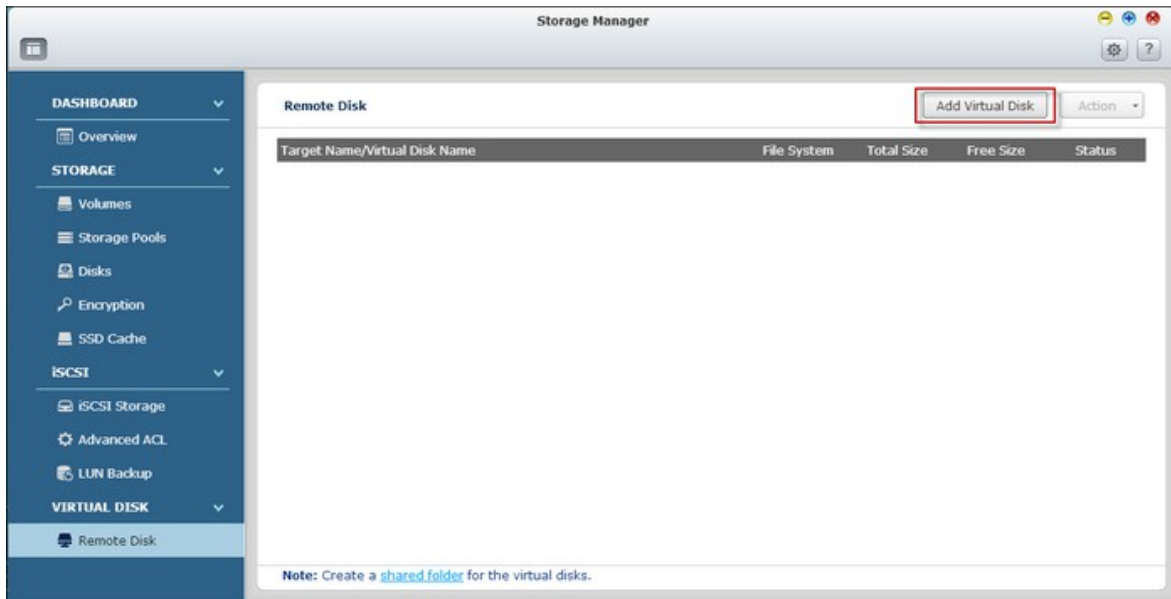 Storage Manager
?
DASHBOARD
Overview
STORAGE
Volumes
Storage Pools
Disks
Encryption
SSD Cache
iSCSI
iSCSI Storage
Advanced ACL
LUN Backup
VIRTUAL DISK
Remote Disk
Remote Disk
Add Virtual Disk
Action
Target Name/Virtual Disk Name File System Total Size Free Size Status
Note: Create a shared folder for the virtual disks.